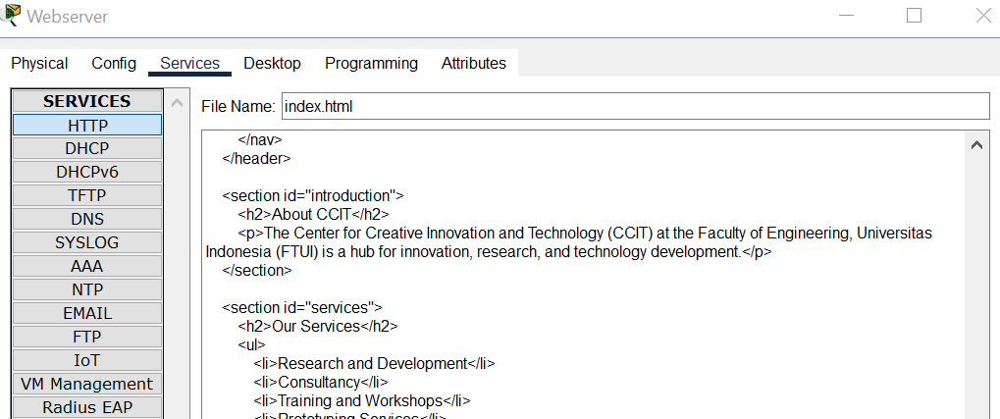 Webserver
Physical Config Services Desktop Programming Attributes
SERVICES
HTTP
DHCP
DHCPv6
TFTP
DNS
SYSLOG
AAA
NTP
EMAIL
FTP
IoT
VM Management
Radius EAP
File Name: index.html
</nav>
</header>
<section id="introduction">
<h2>About CCIT</h2>
<p>The Center for Creative Innovation and Technology (CCIT) at the Faculty of Engineering, Universitas
Indonesia (FTUI) is a hub for innovation, research, and technology development.</p>
</section>
<section id="services">
<h2>Our Services</h2>
<ul>
<li>Research and Development</li>
<li>Consultancy</li>
<li>Training and Workshops</li>
<li>Prototyping Services</li>